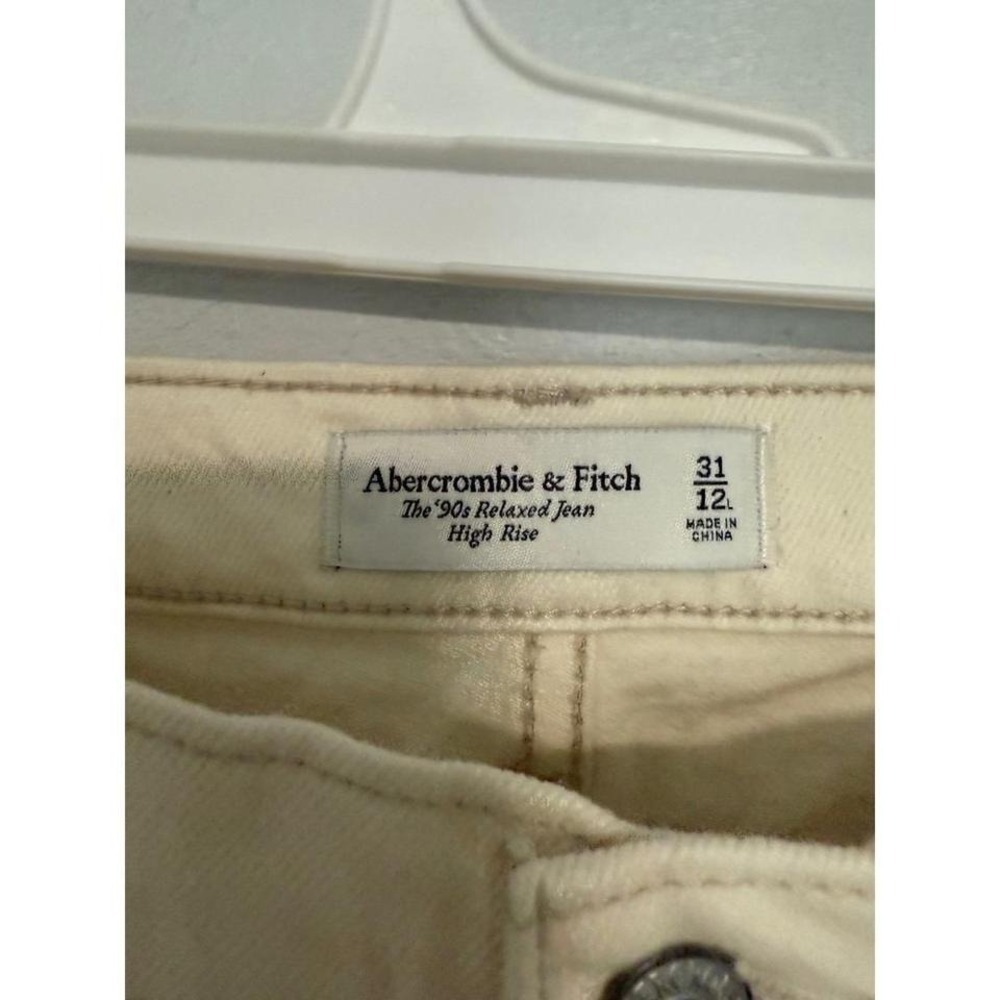 Abercrombie & Fitch
The '90s Relaxed Jean
High Rise
31
12L
MADE IN
CHINA